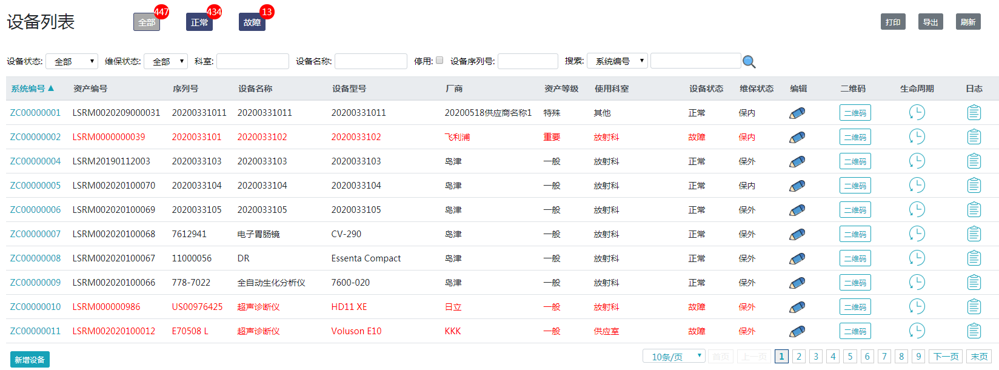 设备列表 全部 447 正常 434 故障 13 打印 导出 刷新
设备状态: 全部 维保状态: 全部 科室: 设备名称: 停用: 设备序列号: 搜索: 系统编号
系统编号 资产编号 序列号 设备名称 设备型号 厂商 资产等级 使用科室 设备状态 维保状态 编辑 二维码 生命周期 日志
ZC00000001 LSRM0020209000031 20200331011 20200331011 20200331011 20200518供应商名称1 特殊 其他 正常 保内 二维码
ZC00000002 LSRM0000000039 2020033101 2020033102 2020033102 飞利浦 重要 放射科 故障 保内 二维码
ZC00000004 LSRM20190112003 2020033103 2020033103 2020033103 岛津 一般 放射科 正常 保外 二维码
ZC00000005 LSRM002020100070 2020033104 2020033104 2020033104 岛津 一般 放射科 正常 保内 二维码
ZC00000006 LSRM002020100069 2020033105 2020033105 2020033105 岛津 一般 放射科 正常 保外 二维码
ZC00000007 LSRM002020100068 7612941 电子胃肠镜 CV-290 岛津 一般 放射科 正常 保外 二维码
ZC00000008 LSRM002020100067 11000056 DR Essenta Compact 岛津 一般 放射科 正常 保外 二维码
ZC00000009 LSRM002020100066 778-7022 全自动生化分析仪 7600-020 岛津 一般 放射科 正常 保外 二维码
ZC00000010 LSRM000000986 US00976425 超声诊断仪 HD11 XE 日立 一般 放射科 故障 保外 二维码
ZC00000011 LSRM002020100012 E70508 L 超声诊断仪 Voluson E10 KKK 一般 供应室 故障 保外 二维码
新增设备 10条/页 首页 上一页 1 2 3 4 5 6 7 8 9 下一页 末页